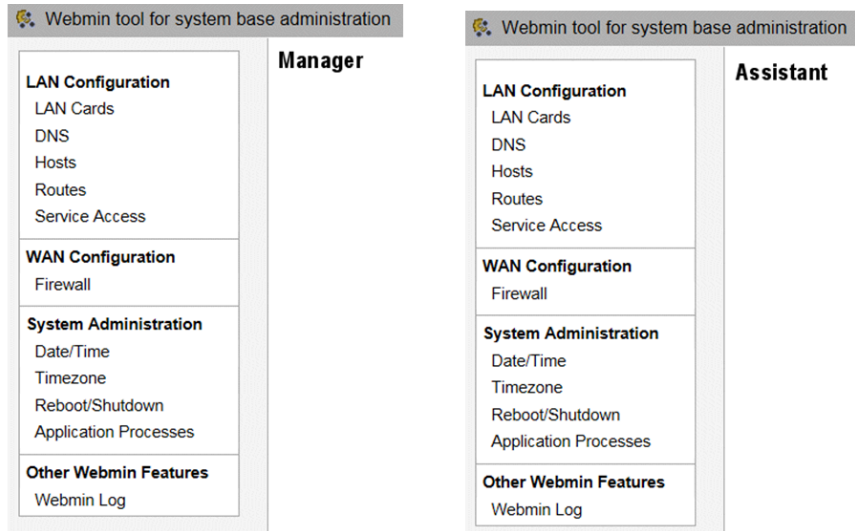 Webmin tool for system base administration
Manager
LAN Configuration
LAN Cards
DNS
Hosts
Routes
Service Access
WAN Configuration
Firewall
System Administration
Date/Time
Timezone
Reboot/Shutdown
Application Processes
Other Webmin Features
Webmin Log
Webmin tool for system base administration
Assistant
LAN Configuration
LAN Cards
DNS
Hosts
Routes
Service Access
WAN Configuration
Firewall
System Administration
Date/Time
Timezone
Reboot/Shutdown
Application Processes
Other Webmin Features
Webmin Log